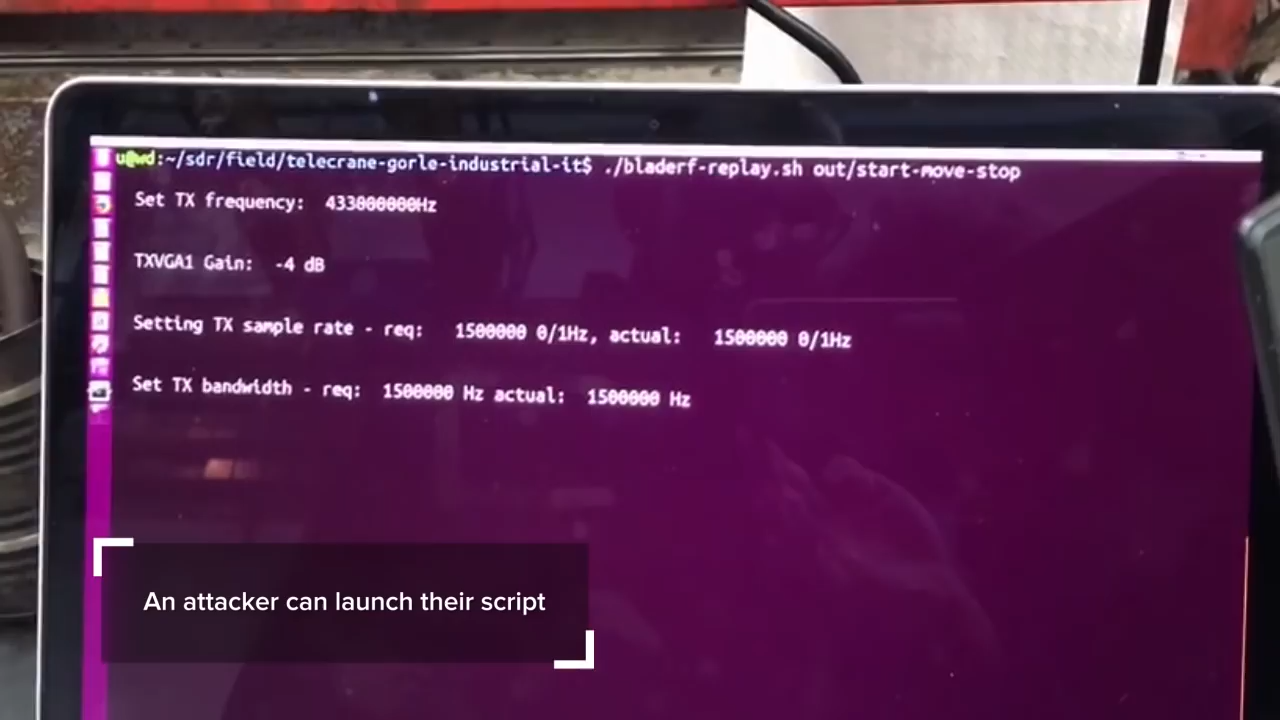 u@wd:~/sdr/field/telecrane-gorle-industrial-it$ ./bladerf-replay.sh out/start-move-stop
Set TX frequency: 433000000Hz
TXVGA1 Gain: -4 dB
Setting TX sample rate - req: 1500000 0/1Hz, actual: 1500000 0/1Hz
Set TX bandwidth - req: 1500000 Hz actual: 1500000 Hz
An attacker can launch their script